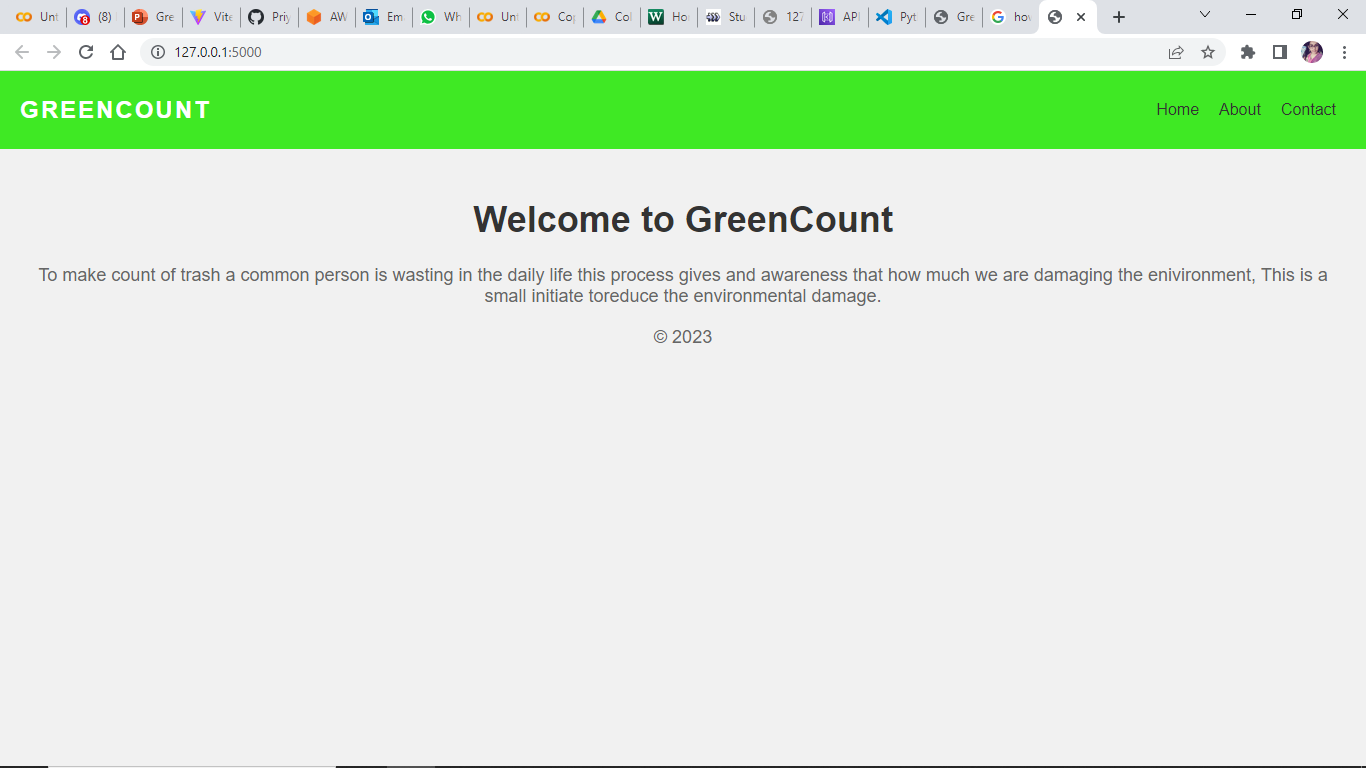 Unt (8) Gre Vite Priy AW Em Wh Unt Cop Col Hor Stu 127 API Pyt Gre how
127.0.0.1:5000
GREENCOUNT Home About Contact
Welcome to GreenCount
To make count of trash a common person is wasting in the daily life this process gives and awareness that how much we are damaging the enivironment, This is a
small initiate toreduce the environmental damage.
© 2023